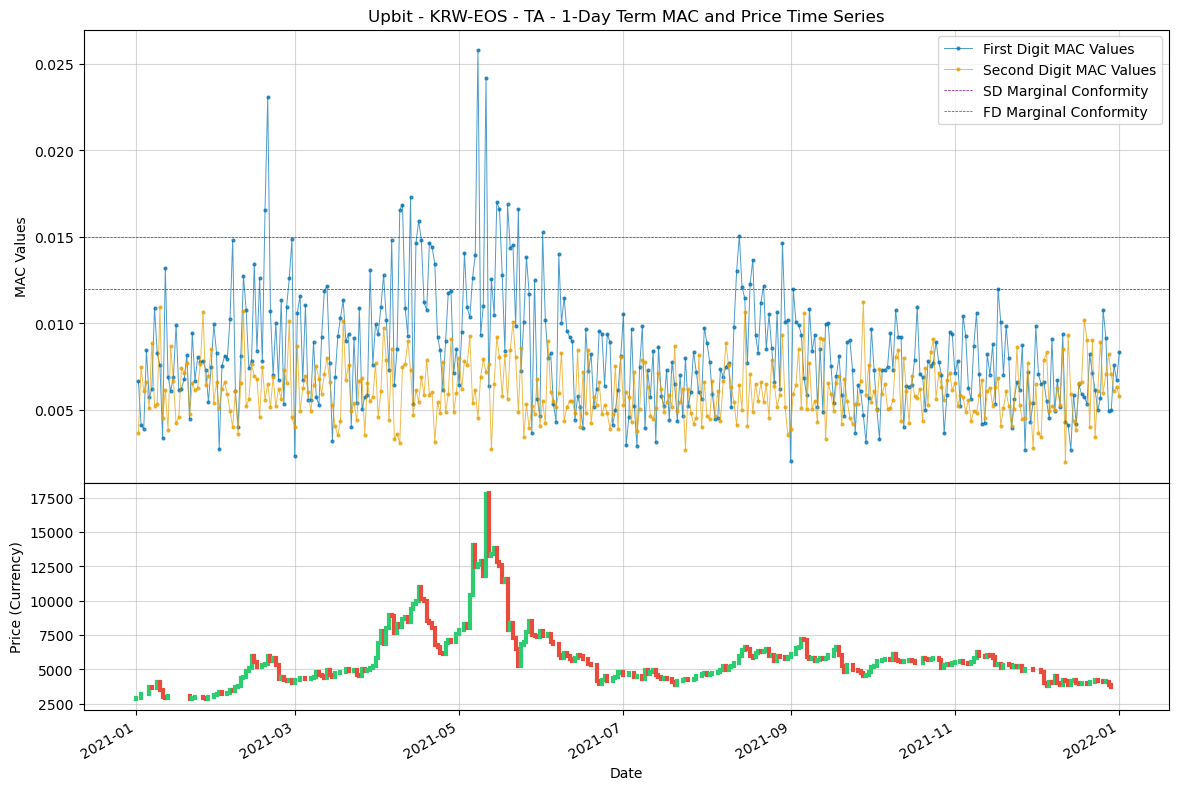 Upbit - KRW-EOS - TA - 1-Day Term MAC and Price Time Series
First Digit MAC Values
Second Digit MAC Values
SD Marginal Conformity
FD Marginal Conformity
MAC Values
0.025
0.020
0.015
0.010
0.005
Price (Currency)
17500
15000
12500
10000
7500
5000
2500
2021-01
2021-03
2021-05
2021-07
2021-09
2021-11
2022-01
Date